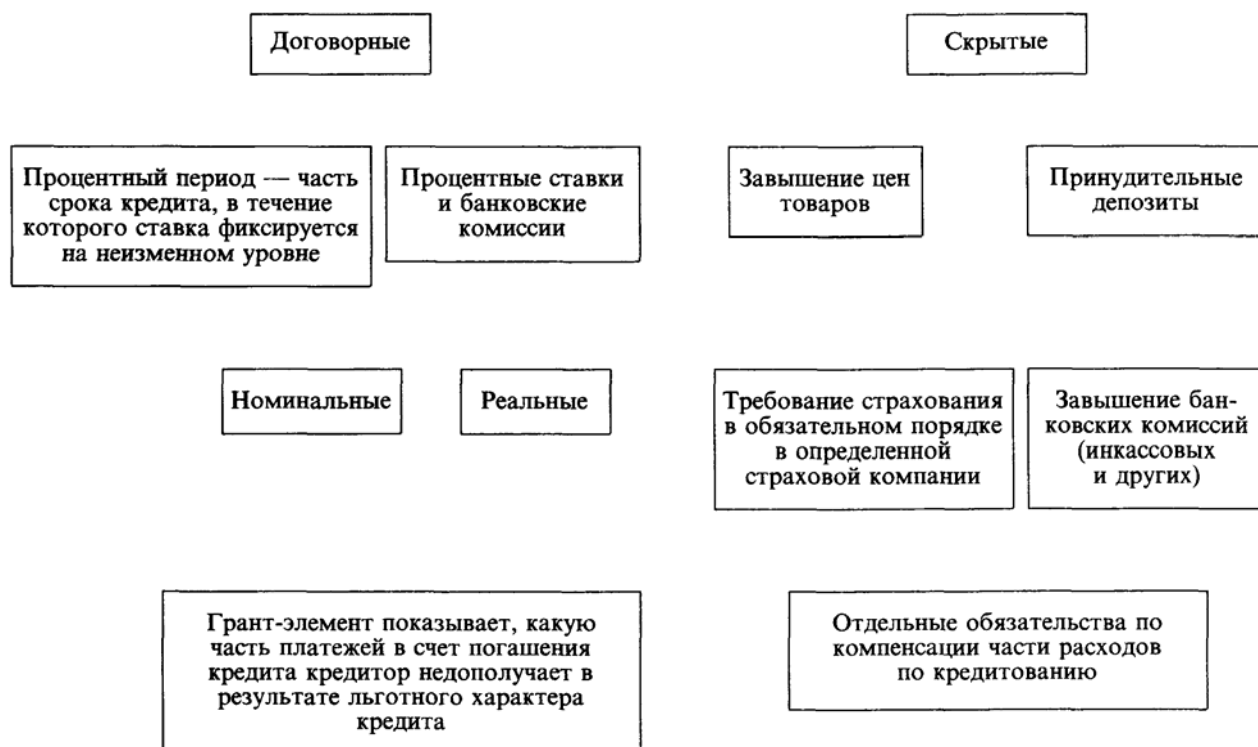 Договорные
Скрытые
Процентный период — часть
срока кредита, в течение
которого ставка фиксируется
на неизменном уровне
Процентные ставки
и банковские
комиссии
Завышение цен
товаров
Принудительные
депозиты
Номинальные
Реальные
Требование страхования
в обязательном порядке
в определенной
страховой компании
Завышение бан-
ковских комиссий
(инкассовых
и других)
Грант-элемент показывает, какую
часть платежей в счет погашения
кредита кредитор недополучает в
результате льготного характера
кредита
Отдельные обязательства по
компенсации части расходов
по кредитованию